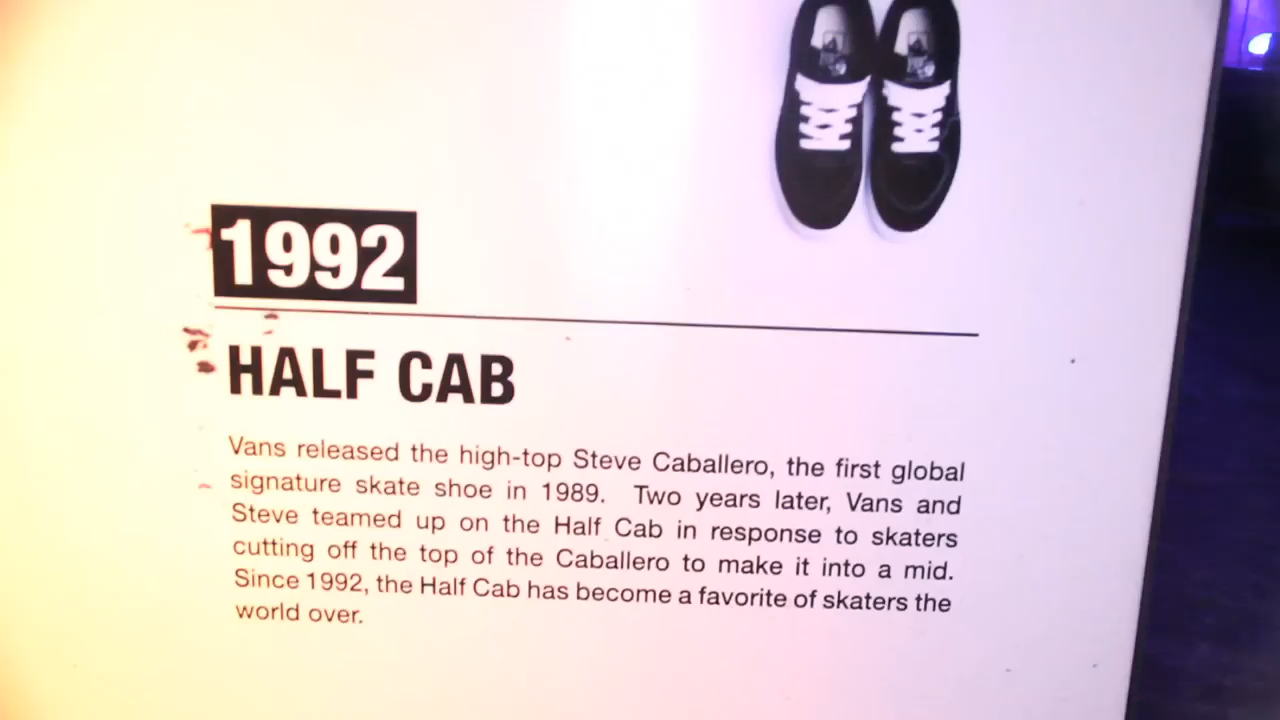 1992
HALF CAB
Vans released the high-top Steve Caballero, the first global
signature skate shoe in 1989. Two years later, Vans and
Steve teamed up on the Half Cab in response to skaters
cutting off the top of the Caballero to make it into a mid.
Since 1992, the Half Cab has become a favorite of skaters the
world over.